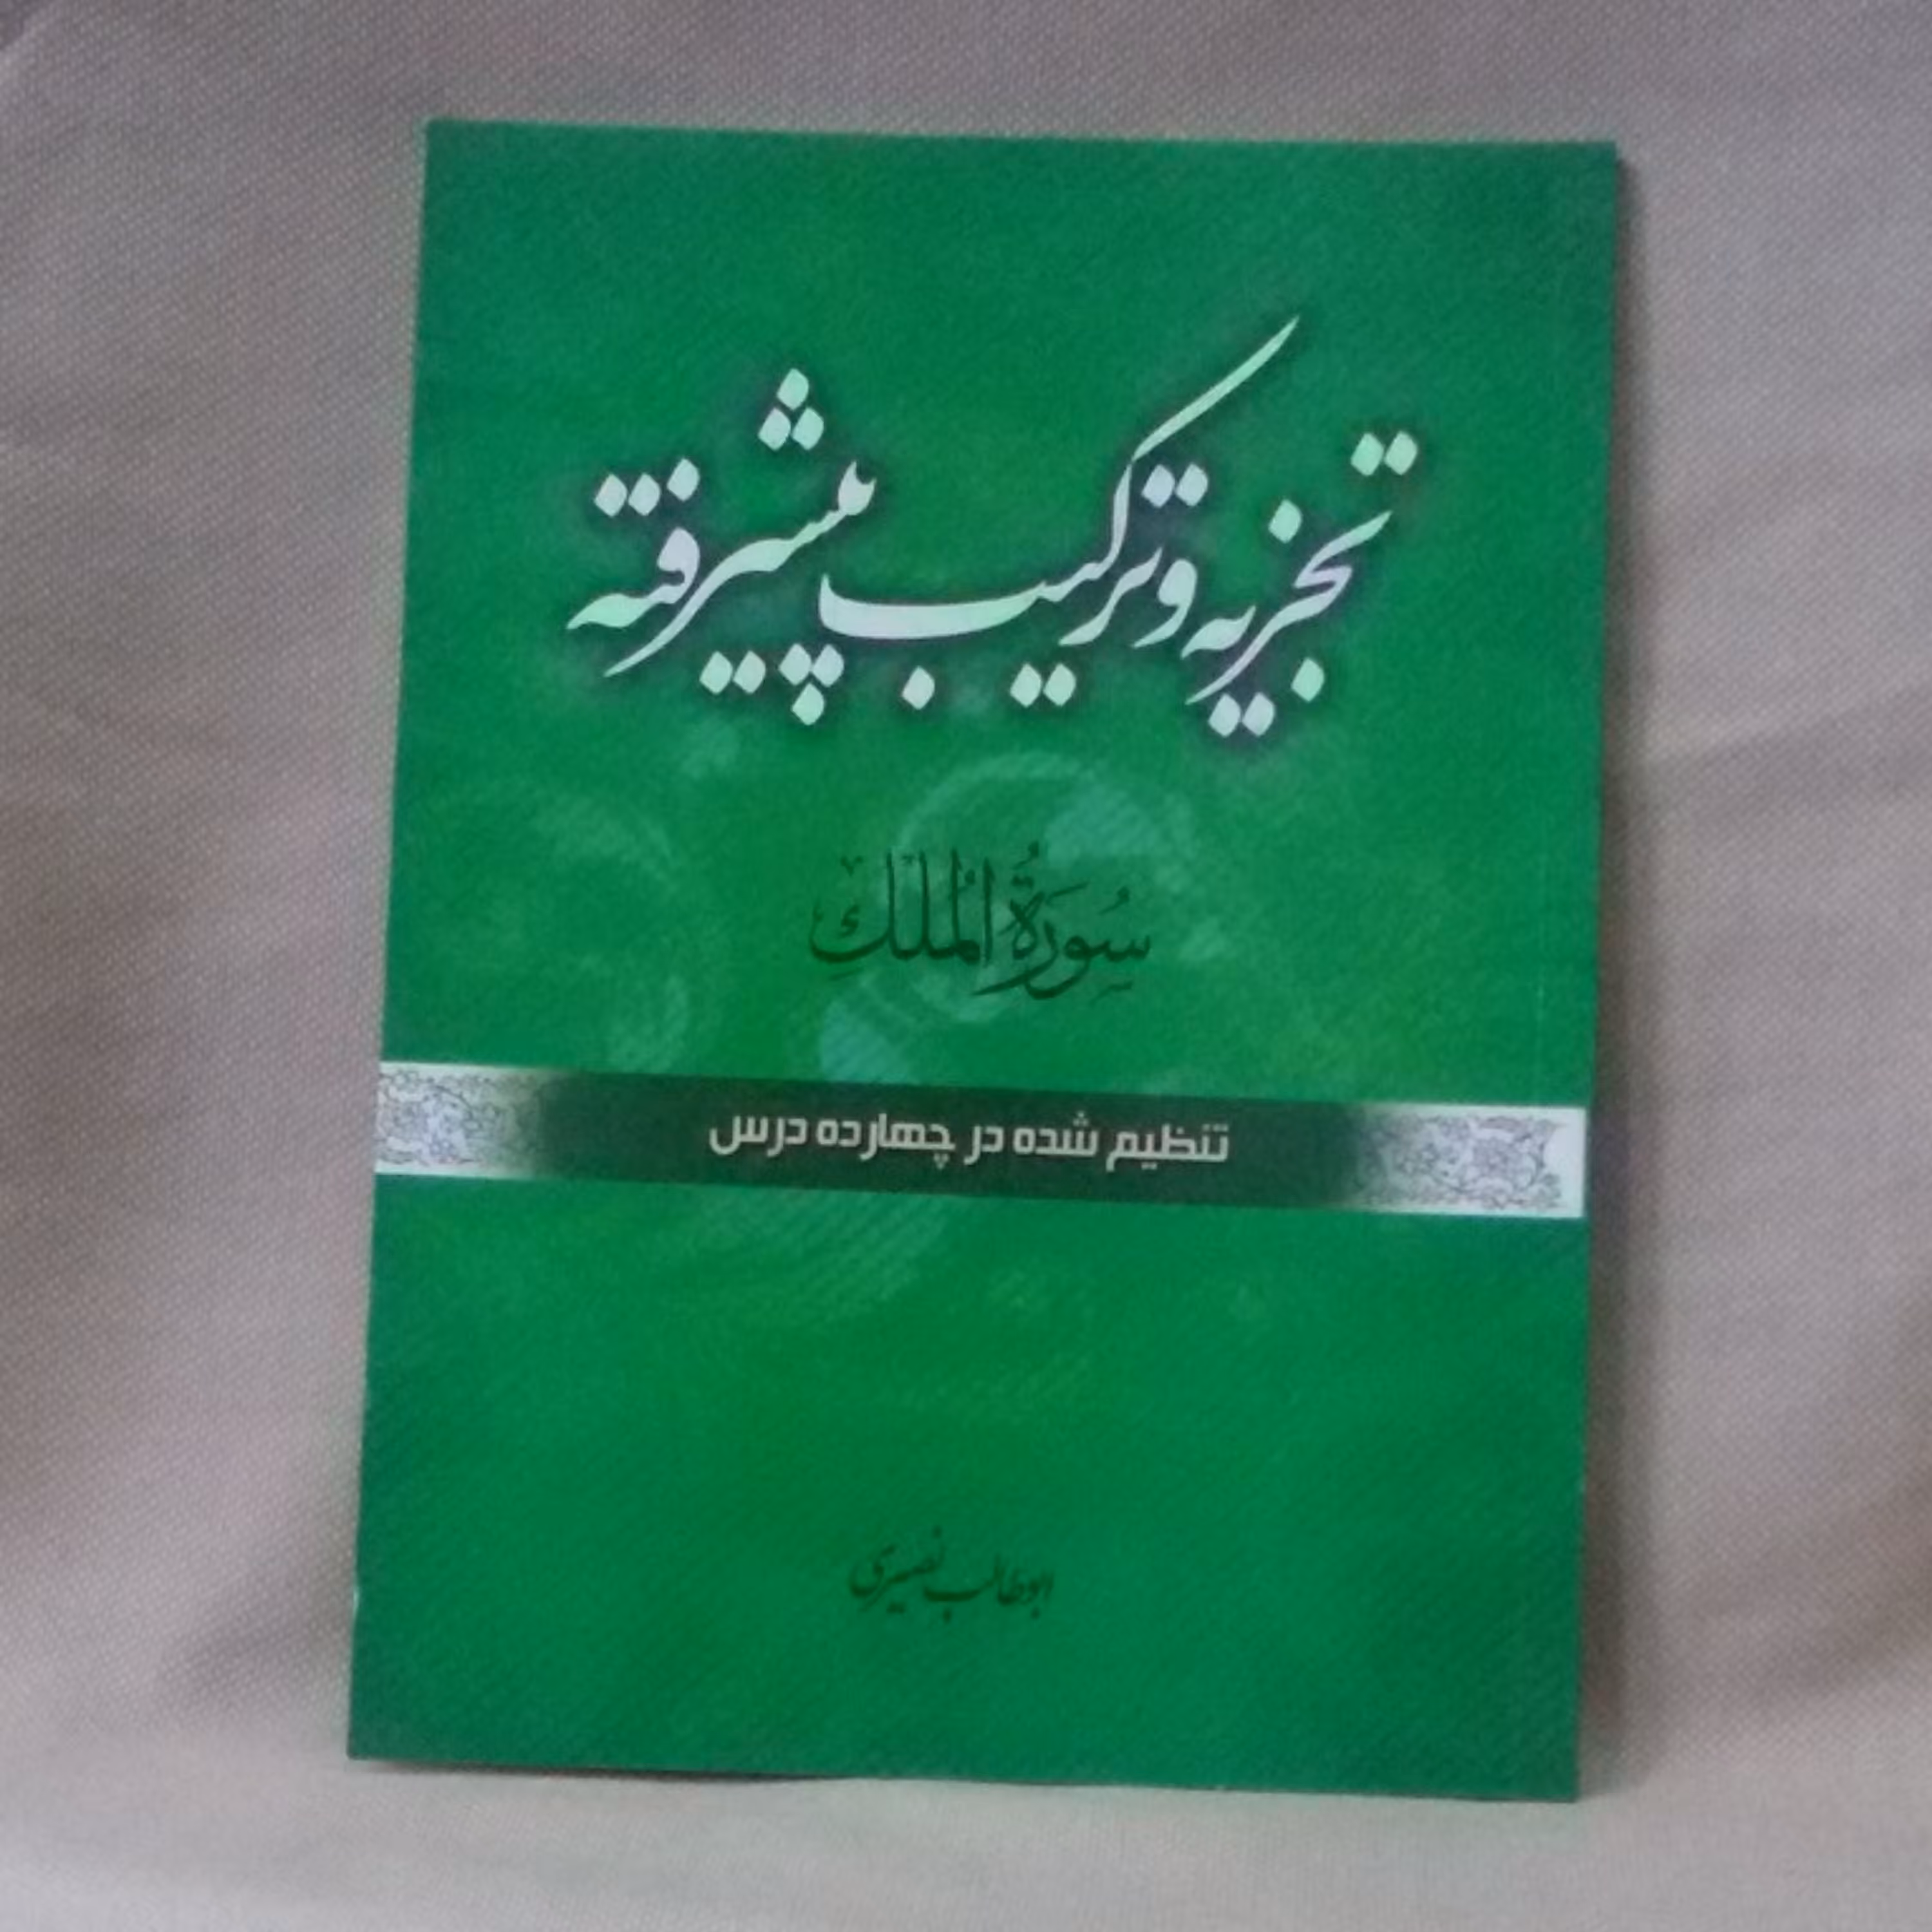 تجزیه و ترکیب پیشرفته
سُورَةُ المُلكِ
تنظیم شده در چهارده درس
ابوطالب نصیری